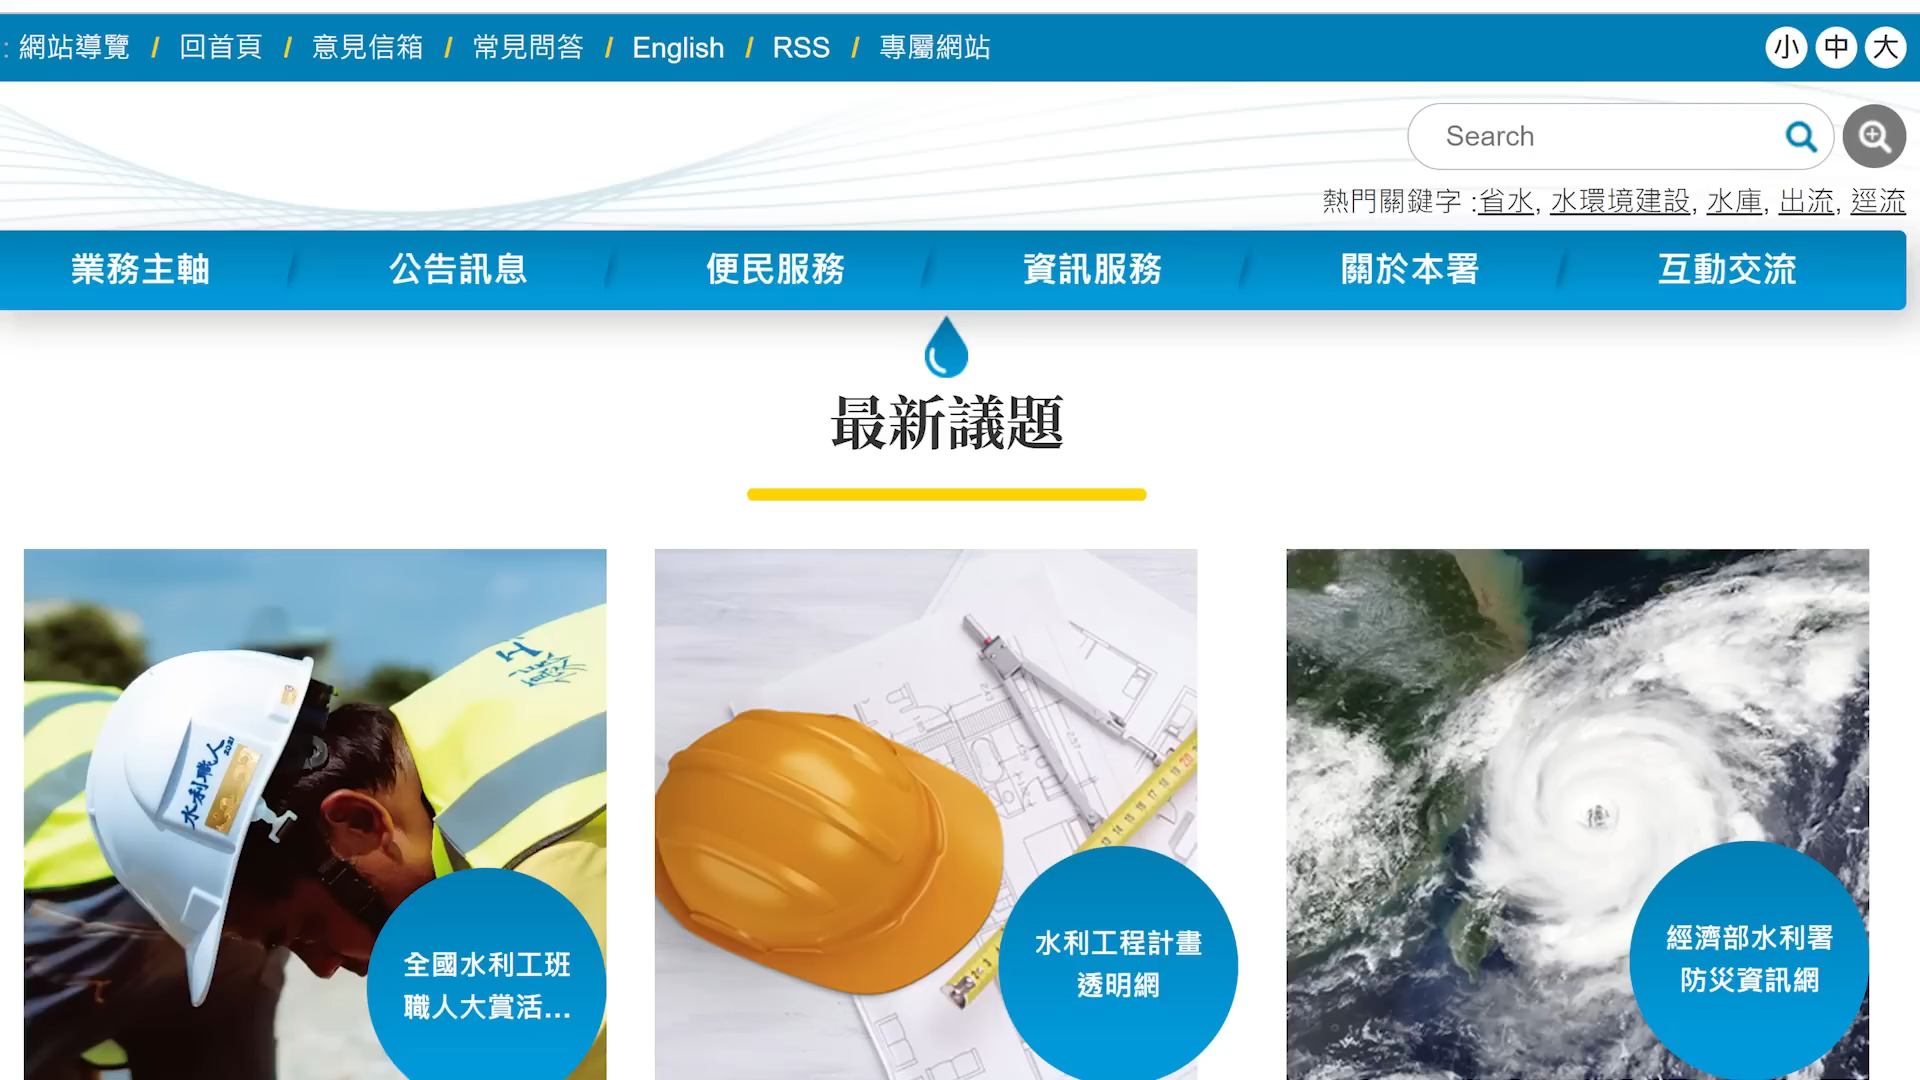 網站導覽 / 回首頁 / 意見信箱 / 常見問答 / English / RSS / 專屬網站
小 中 大
Search
熱門關鍵字 :省水, 水環境建設, 水庫, 出流, 逕流
業務主軸 公告訊息 便民服務 資訊服務 關於本署 互動交流
最新議題
水利職人
2021
全國水利工班
職人大賞活...
水利工程計畫
透明網
經濟部水利署
防災資訊網